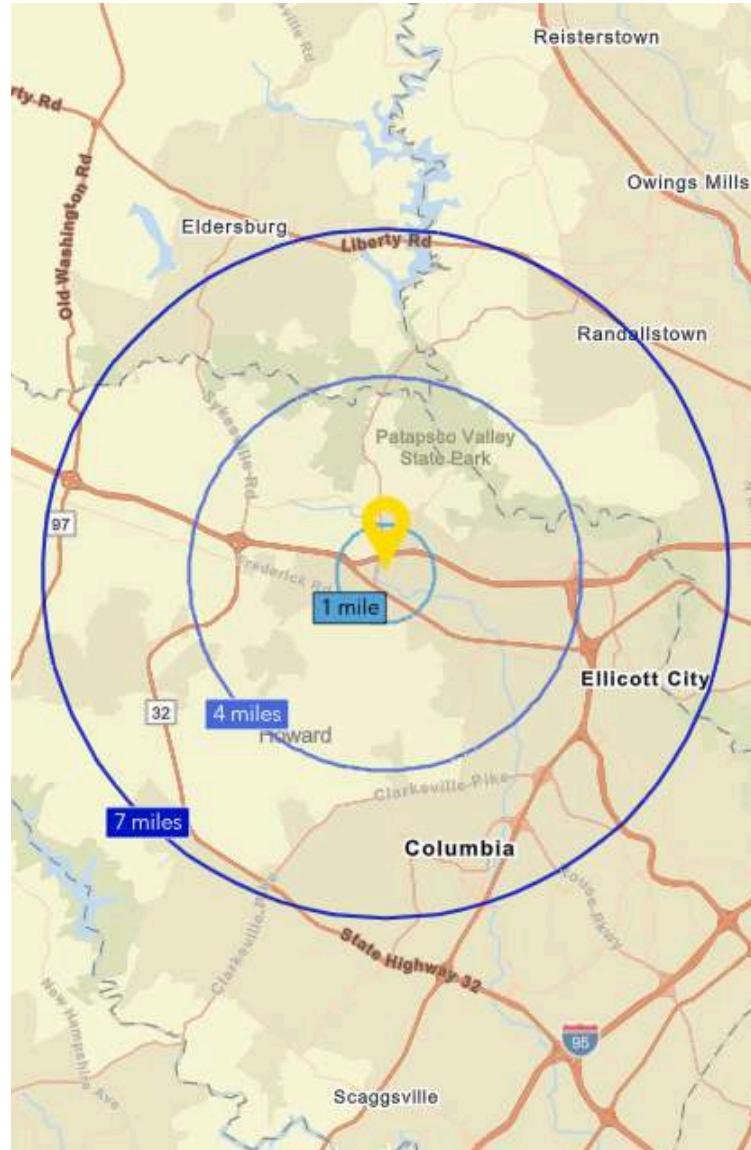 Reisterstown
Owings Mills
Old Washington Rd
Eldersburg
Liberty Rd
Randallstown
Sykesville Rd
Patapsco Valley
State Park
97
Frederick Rd
1 mile
Ellicott City
32
4 miles
Howard
Clarksville Pike
7 miles
Columbia
Clarksville Pike
State Highway 32
New Hampshire Ave
95
Scaggsville